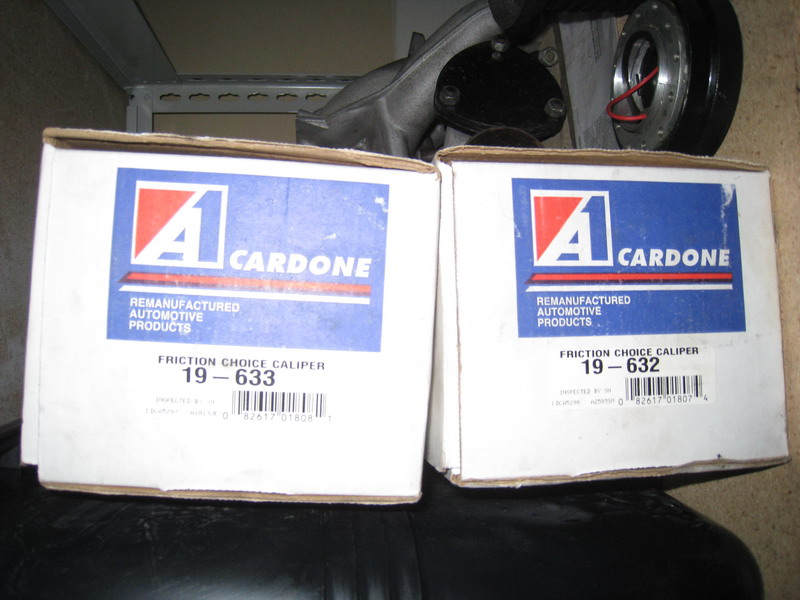 A1 CARDONE
REMANUFACTURED
AUTOMOTIVE
PRODUCTS
FRICTION CHOICE CALIPER
19-633
INSPECTED BY
0 82617 01808 1
A1 CARDONE
REMANUFACTURED
AUTOMOTIVE
PRODUCTS
FRICTION CHOICE CALIPER
19-632
INSPECTED BY
0 82617 01807 4